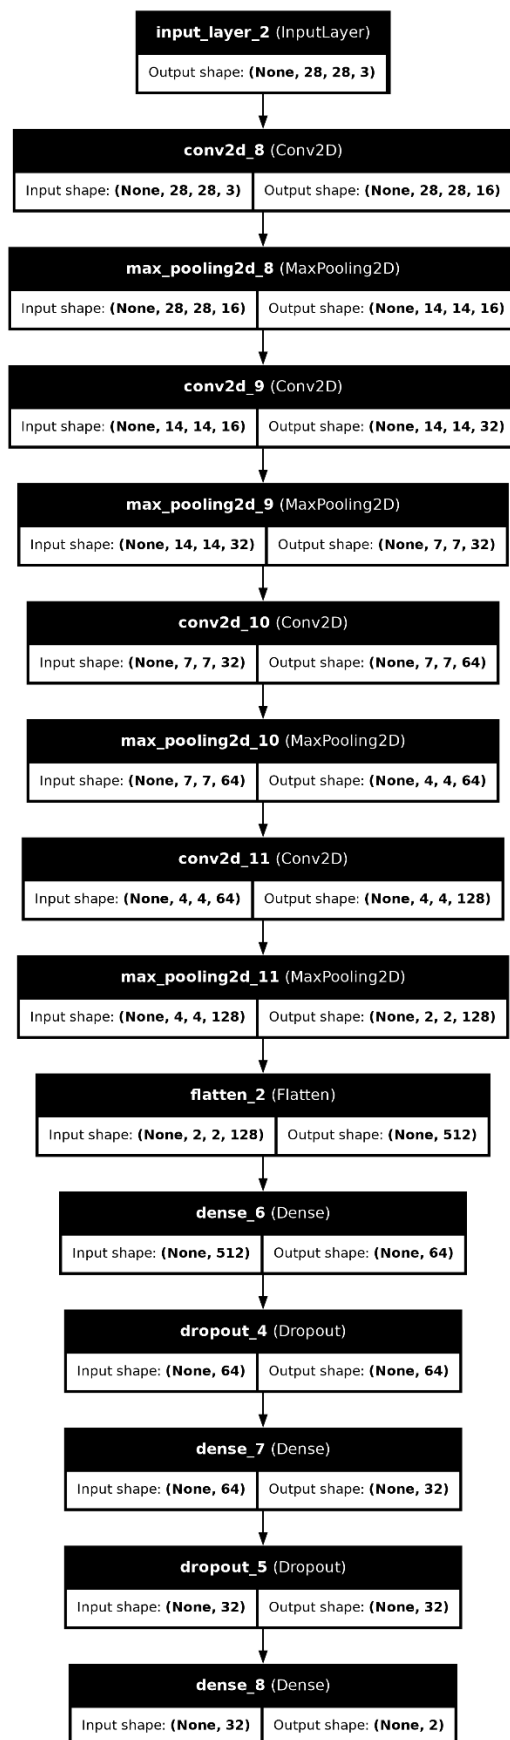 input_layer_2 (InputLayer)
Output shape: (None, 28, 28, 3)
conv2d_8 (Conv2D)
Input shape: (None, 28, 28, 3) Output shape: (None, 28, 28, 16)
max_pooling2d_8 (MaxPooling2D)
Input shape: (None, 28, 28, 16) Output shape: (None, 14, 14, 16)
conv2d_9 (Conv2D)
Input shape: (None, 14, 14, 16) Output shape: (None, 14, 14, 32)
max_pooling2d_9 (MaxPooling2D)
Input shape: (None, 14, 14, 32) Output shape: (None, 7, 7, 32)
conv2d_10 (Conv2D)
Input shape: (None, 7, 7, 32) Output shape: (None, 7, 7, 64)
max_pooling2d_10 (MaxPooling2D)
Input shape: (None, 7, 7, 64) Output shape: (None, 4, 4, 64)
conv2d_11 (Conv2D)
Input shape: (None, 4, 4, 64) Output shape: (None, 4, 4, 128)
max_pooling2d_11 (MaxPooling2D)
Input shape: (None, 4, 4, 128) Output shape: (None, 2, 2, 128)
flatten_2 (Flatten)
Input shape: (None, 2, 2, 128) Output shape: (None, 512)
dense_6 (Dense)
Input shape: (None, 512) Output shape: (None, 64)
dropout_4 (Dropout)
Input shape: (None, 64) Output shape: (None, 64)
dense_7 (Dense)
Input shape: (None, 64) Output shape: (None, 32)
dropout_5 (Dropout)
Input shape: (None, 32) Output shape: (None, 32)
dense_8 (Dense)
Input shape: (None, 32) Output shape: (None, 2)